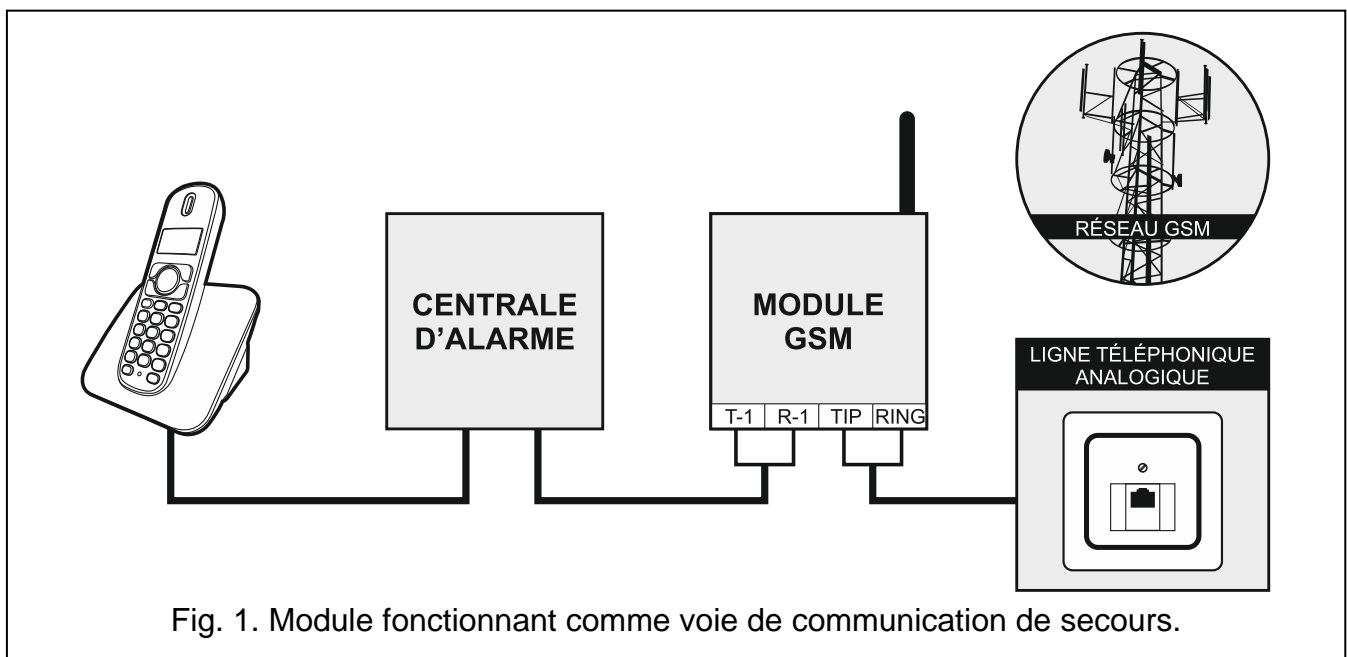 RÉSEAU GSM
CENTRALE
D'ALARME
MODULE
GSM
T-1 R-1 TIP RING
LIGNE TÉLÉPHONIQUE
ANALOGIQUE
Fig. 1. Module fonctionnant comme voie de communication de secours.